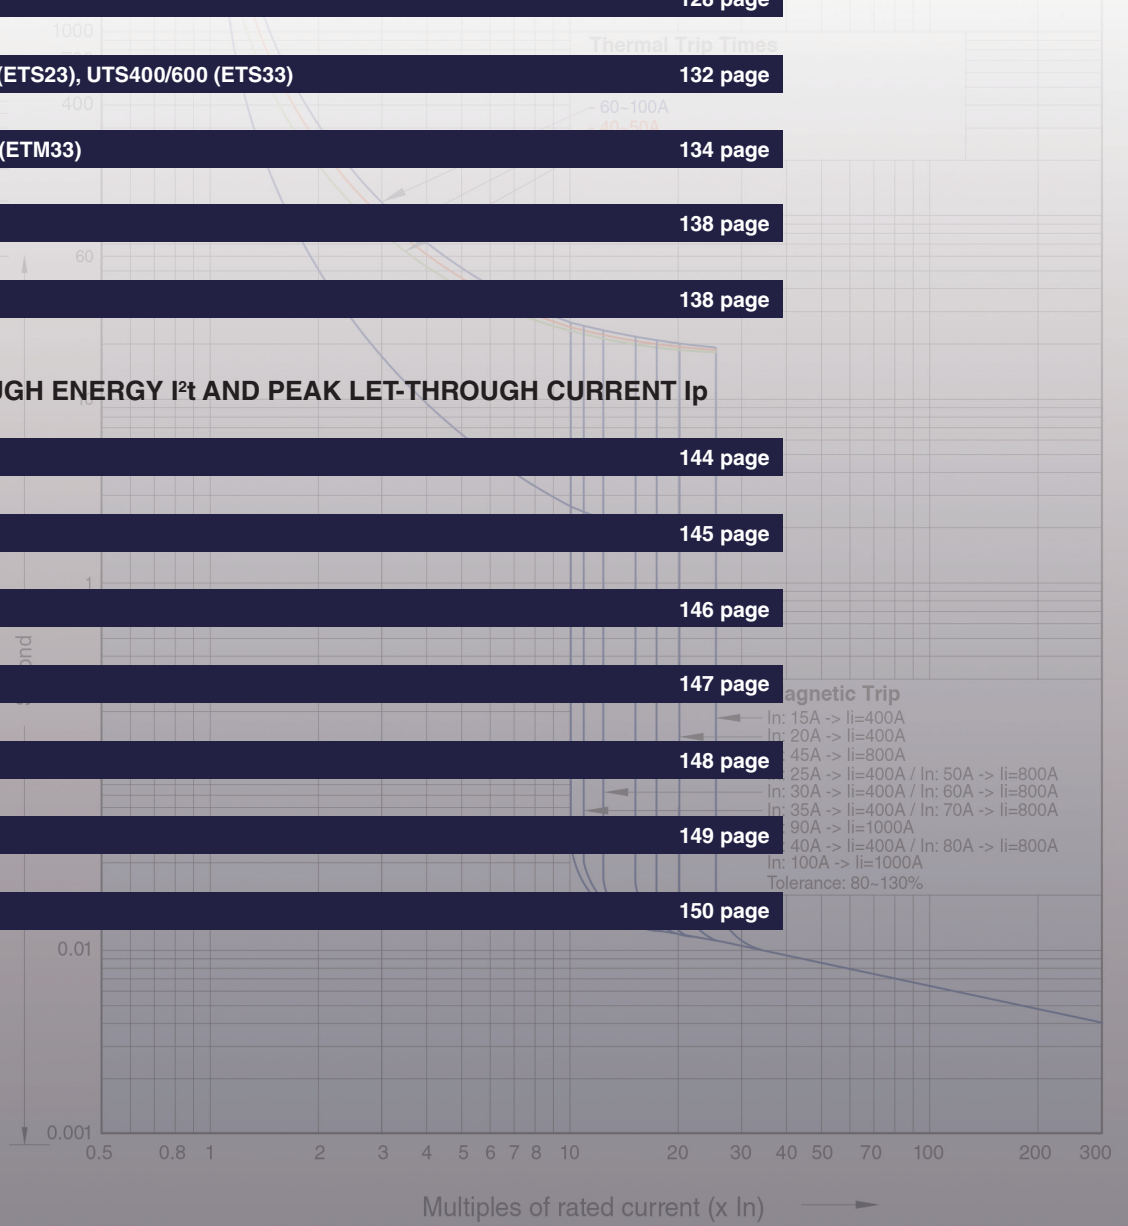 128 page
1000
Thermal Trip Times
(ETS23), UTS400/600 (ETS33) 132 page
400
60~100A
40~50A
(ETM33) 134 page
138 page
60
138 page
UGH ENERGY I²t AND PEAK LET-THROUGH CURRENT Ip
144 page
145 page
1
146 page
ond
147 page
agnetic Trip
In: 15A -> Ii=400A
In: 20A -> Ii=400A
: 45A -> Ii=800A
148 page
: 25A -> Ii=400A / In: 50A -> Ii=800A
In: 30A -> Ii=400A / In: 60A -> Ii=800A
In: 35A -> Ii=400A / In: 70A -> Ii=800A
: 90A -> Ii=1000A
149 page
: 40A -> Ii=400A / In: 80A -> Ii=800A
In: 100A -> Ii=1000A
Tolerance: 80~130%
150 page
0.01
0.001
0.5 0.8 1 2 3 4 5 6 7 8 10 20 30 40 50 70 100 200 300
Multiples of rated current (x In)